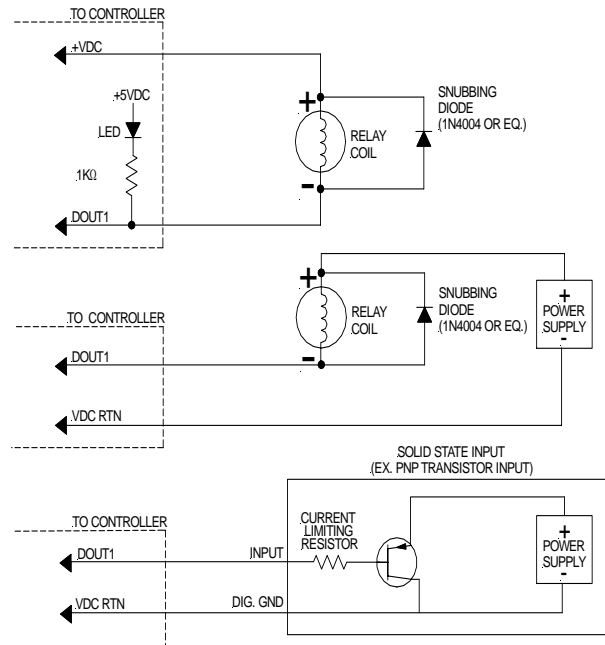 TO CONTROLLER
+VDC
+5VDC
LED
1KΩ
DOUT1
+
-
RELAY
COIL
SNUBBING
DIODE
(1N4004 OR EQ.)
TO CONTROLLER
DOUT1
VDC RTN
+
-
RELAY
COIL
SNUBBING
DIODE
(1N4004 OR EQ.)
+
POWER
SUPPLY
-
SOLID STATE INPUT
(EX. PNP TRANSISTOR INPUT)
TO CONTROLLER
DOUT1
VDC RTN
INPUT
DIG. GND
CURRENT
LIMITING
RESISTOR
+
POWER
SUPPLY
-